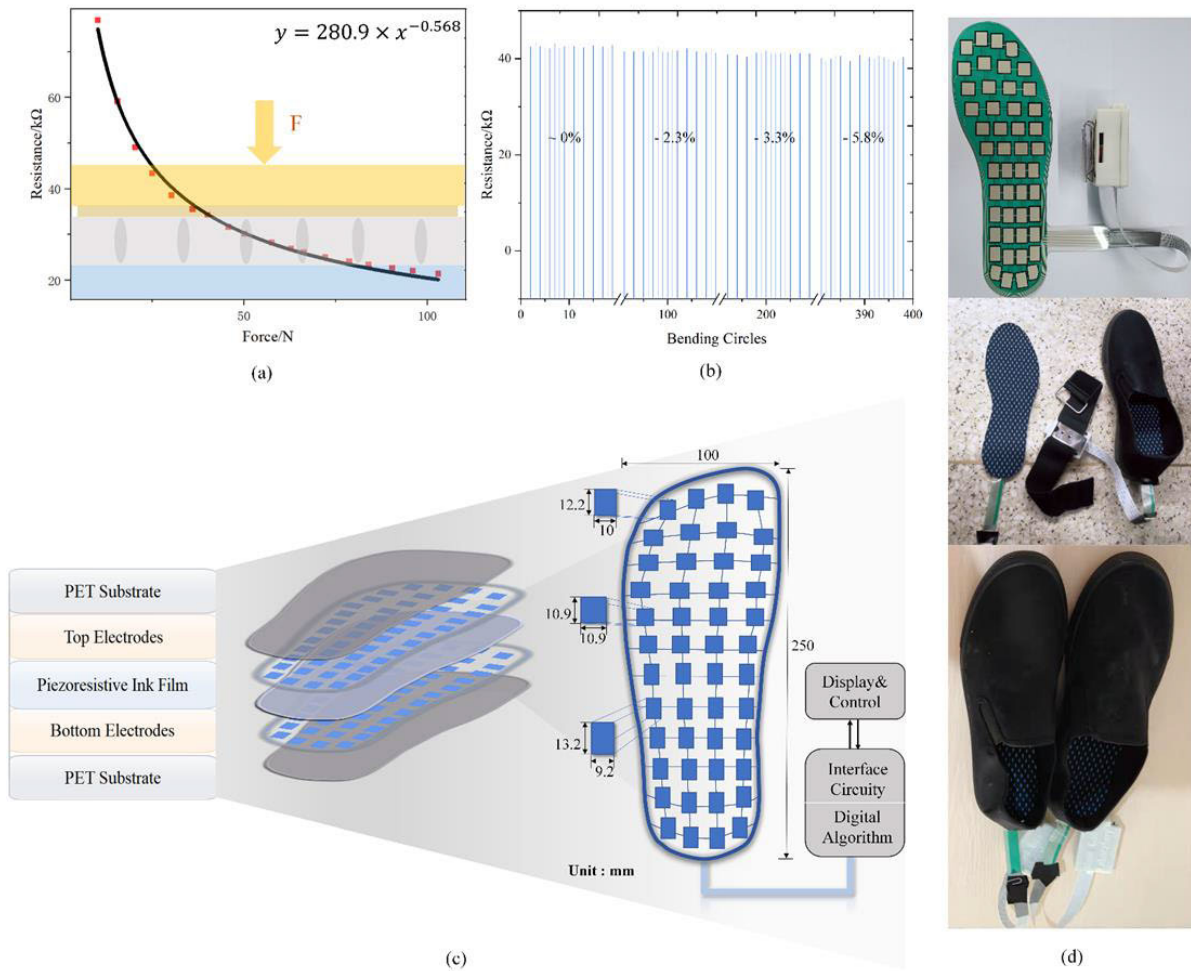 y = 280.9 × x^−0.568
Resistance/kΩ
60
40
20
F
50
100
Force/N
(a)
Resistance/kΩ
40
20
0
~ 0%
- 2.3%
- 3.3%
- 5.8%
0
10
100
200
400
Bending Circles
(b)
PET Substrate
Top Electrodes
Piezoresistive Ink Film
Bottom Electrodes
PET Substrate
100
12.2
10
10.9
10.9
250
13.2
9.2
Display&
Control
Interface
Circuity
Digital
Algorithm
Unit : mm
(c)
(d)